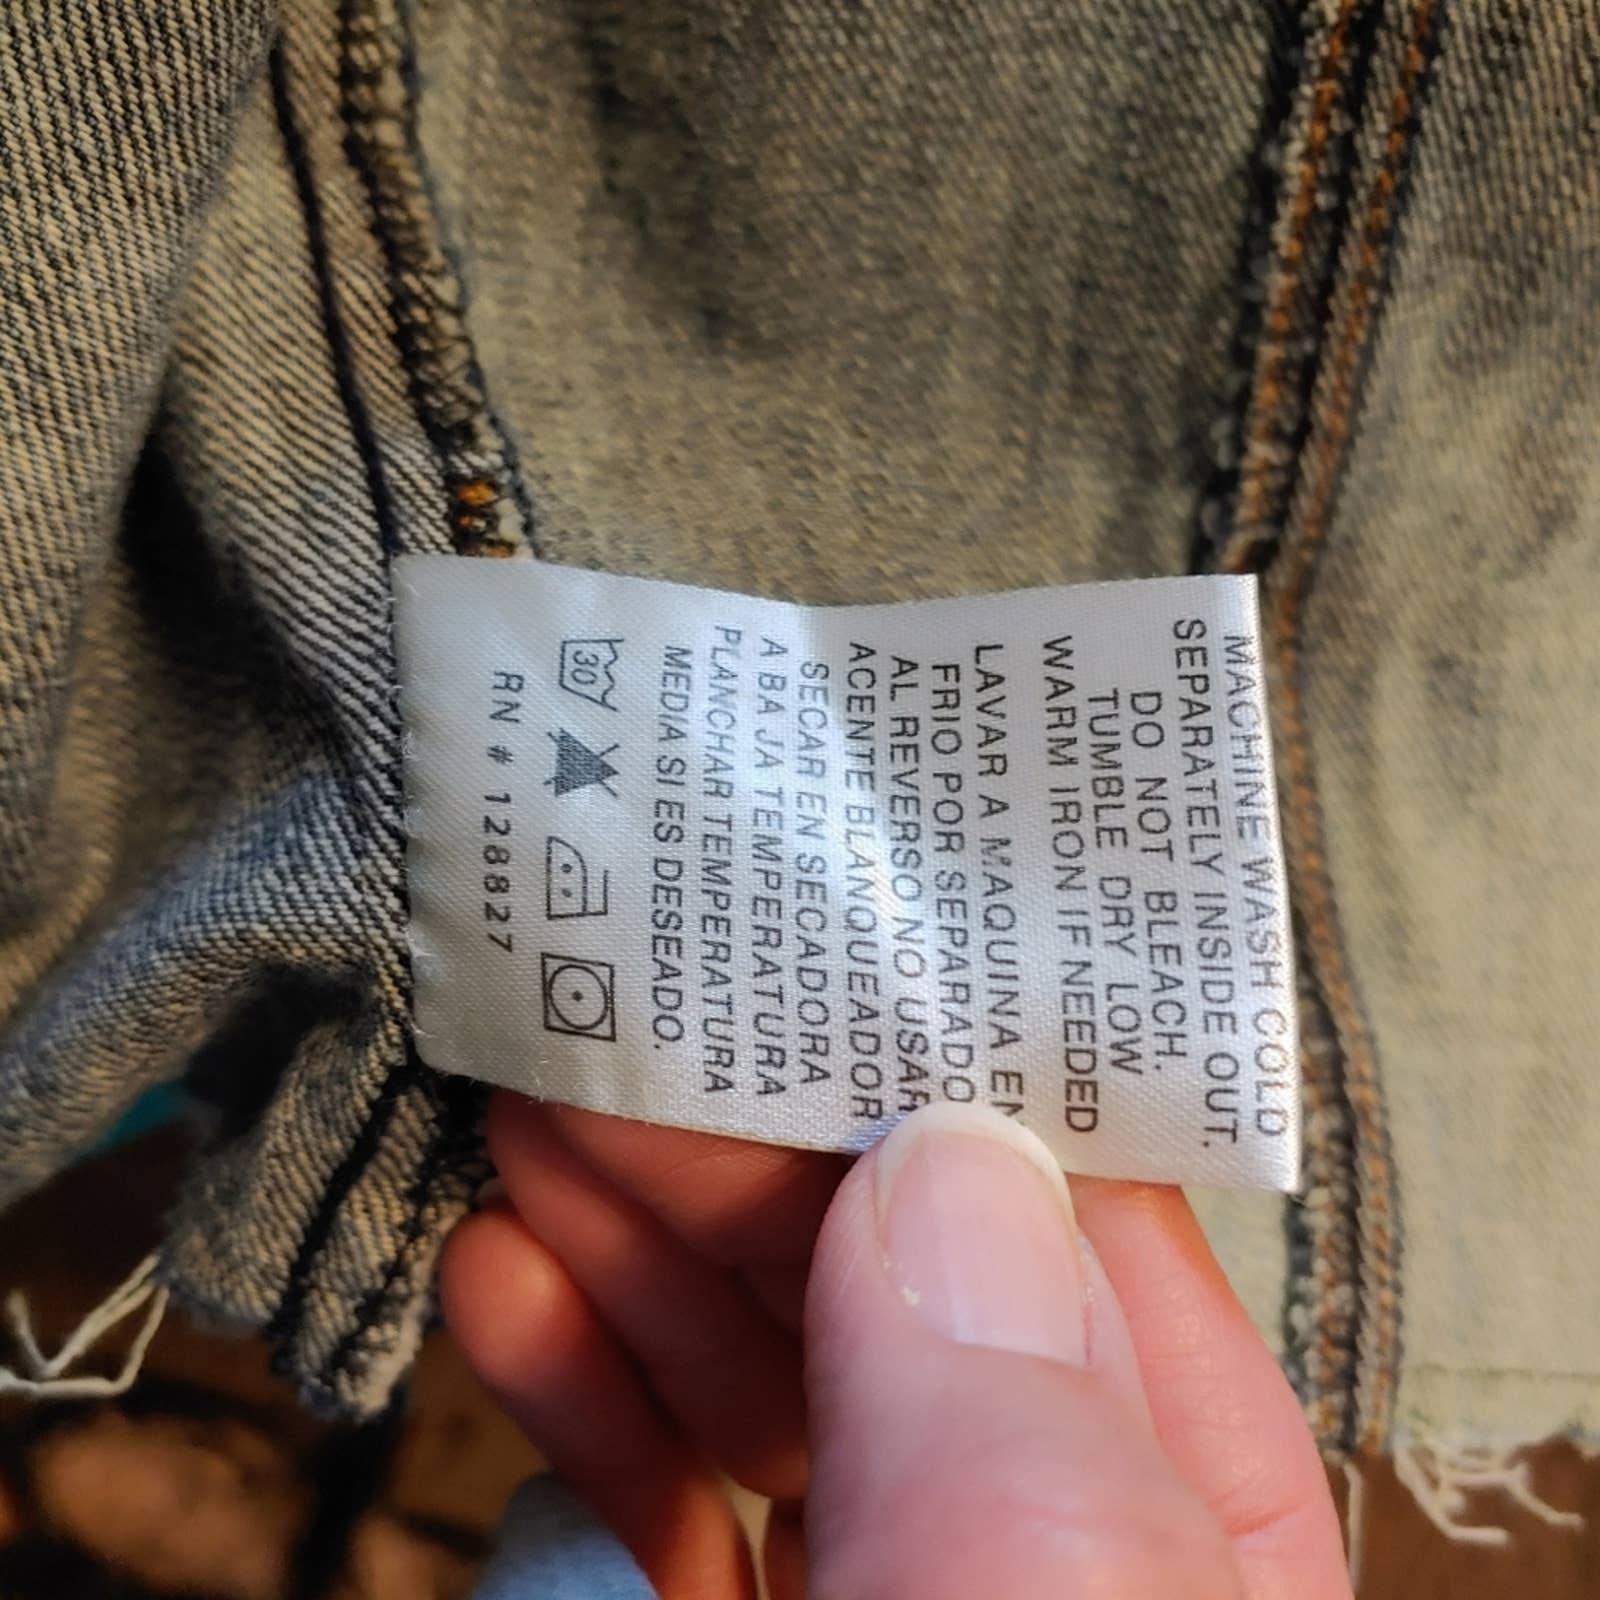 MACHINE WASH COLD
SEPARATELY INSIDE OUT.
DO NOT BLEACH.
TUMBLE DRY LOW
WARM IRON IF NEEDED
LAVAR A MAQUINA EN
FRIO POR SEPARADO
AL REVERSO NO USAR
ACENTE BLANQUEADOR
SECAR EN SECADORA
A BA JA TEMPERATURA
PLANCHAR TEMPERATURA
MEDIA SI ES DESEADO.
30
RN # 128827